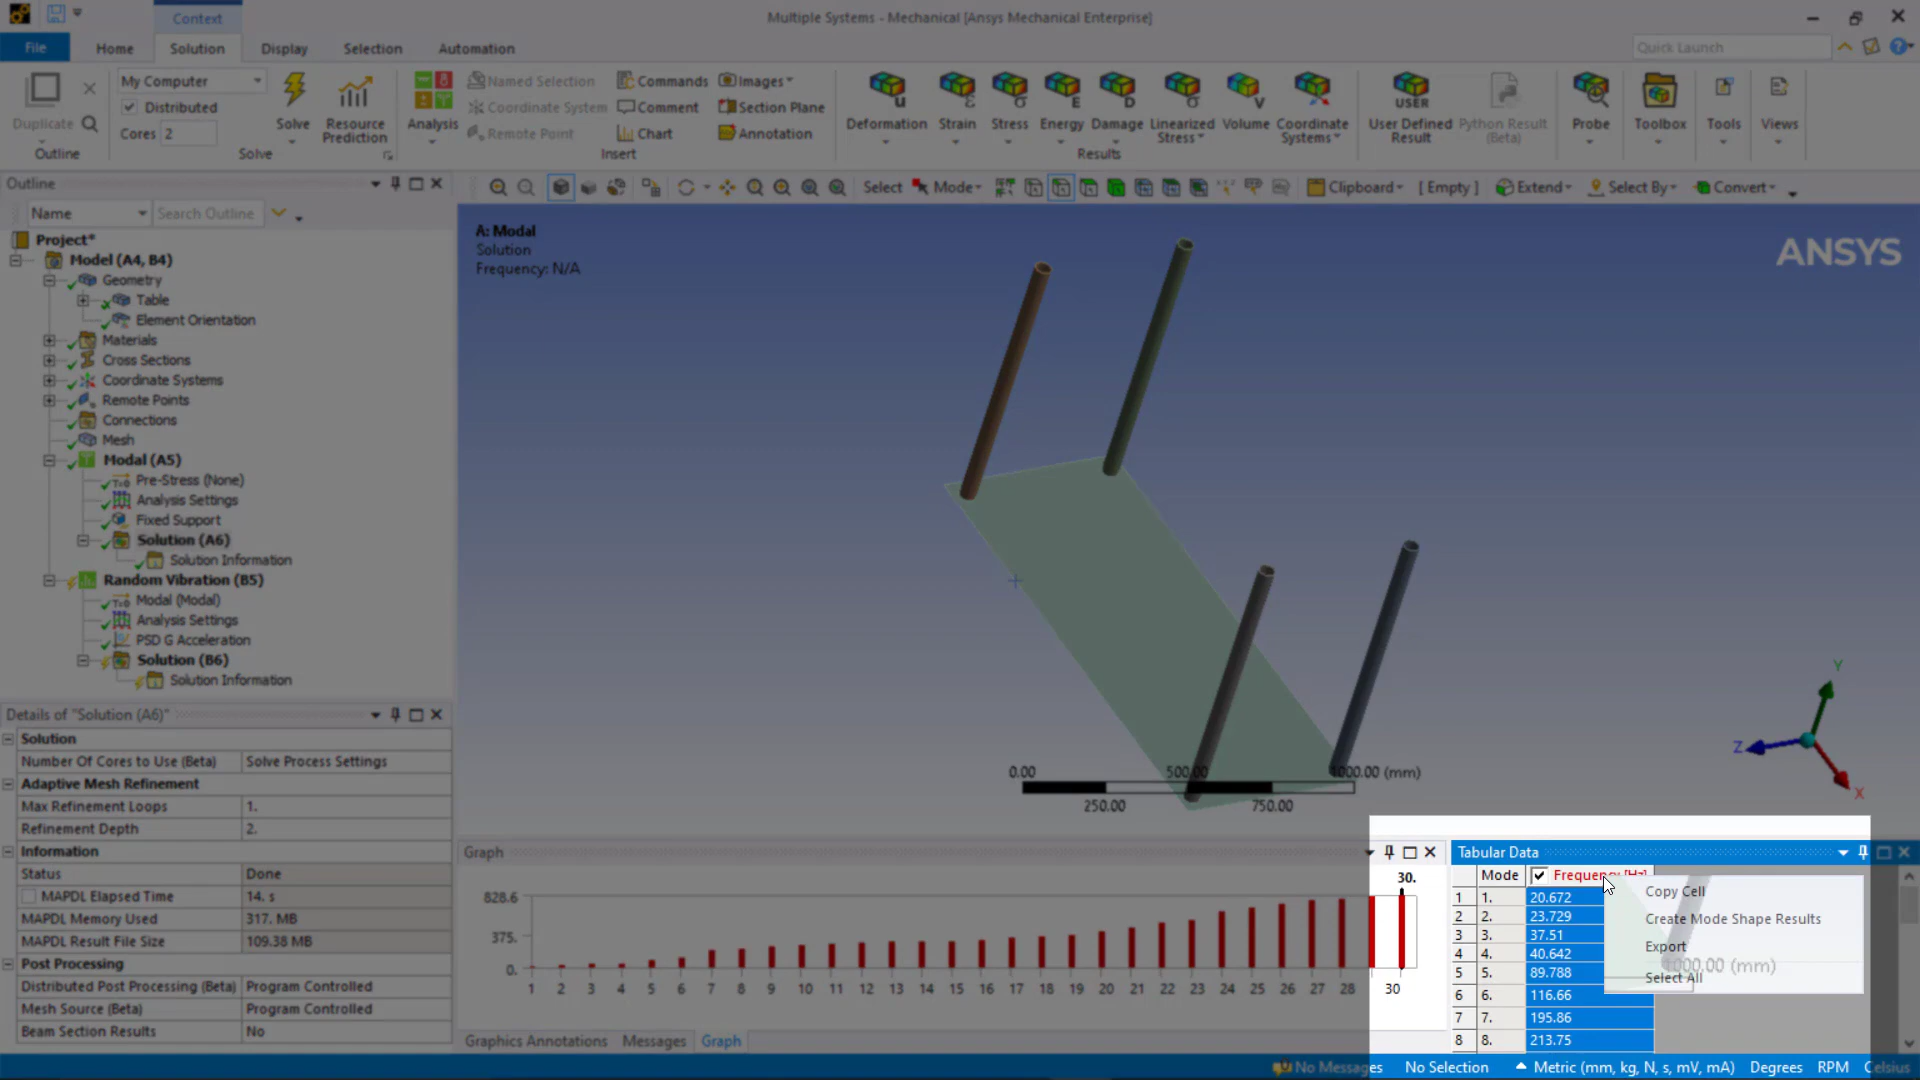 Context
Multiple Systems - Mechanical [Ansys Mechanical Enterprise]
File
Home
Solution
Display
Selection
Automation
Quick Launch
Duplicate
Outline
My Computer
Distributed
Cores 2
Solve
Resource Prediction
Solve
Analysis
Named Selection
Coordinate System
Remote Point
Commands
Comment
Chart
Images
Section Plane
Annotation
Insert
Deformation
Strain
Stress
Energy
Damage
Linearized Stress
Volume
Coordinate Systems
User Defined Result
Python Result (Beta)
Results
Probe
Toolbox
Tools
Views
Outline
Select
Mode
Clipboard
[ Empty ]
Extend
Select By
Convert
Name
Search Outline
Project*
Model (A4, B4)
Geometry
Table
Element Orientation
Materials
Cross Sections
Coordinate Systems
Remote Points
Connections
Mesh
Modal (A5)
Pre-Stress (None)
Analysis Settings
Fixed Support
Solution (A6)
Solution Information
Random Vibration (B5)
Modal (Modal)
Analysis Settings
PSD G Acceleration
Solution (B6)
Solution Information
A: Modal
Solution
Frequency: N/A
ANSYS
Y
Z
X
0.00 500.00 1000.00 (mm)
250.00 750.00
Details of "Solution (A6)"
Solution
Number Of Cores to Use (Beta) Solve Process Settings
Adaptive Mesh Refinement
Max Refinement Loops 1.
Refinement Depth 2.
Information
Status Done
MAPDL Elapsed Time 14. s
MAPDL Memory Used 317. MB
MAPDL Result File Size 109.38 MB
Post Processing
Distributed Post Processing (Beta) Program Controlled
Mesh Source (Beta) Program Controlled
Beam Section Results No
Graph
30.
828.6
375.
0.
1 2 3 4 5 6 7 8 9 10 11 12 13 14 15 16 17 18 19 20 21 22 23 24 25 26 27 28 30
Graphics Annotations
Messages
Graph
Tabular Data
Mode Frequency [Hz]
1 1. 20.672
2 2. 23.729
3 3. 37.51
4 4. 40.642
5 5. 89.788
6 6. 116.66
7 7. 195.86
8 8. 213.75
Copy Cell
Create Mode Shape Results
Export
1000.00 (mm)
Select All
No Messages
No Selection
Metric (mm, kg, N, s, mV, mA)
Degrees
RPM
Celsius